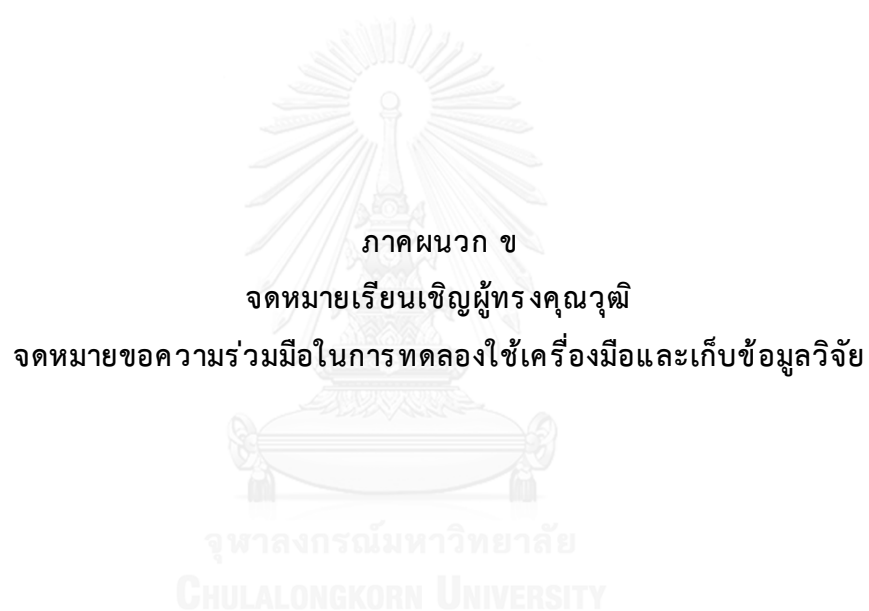 ภาคผนวก ข
จดหมายเรียนเชิญผู้ทรงคุณวุฒิ
จดหมายขอความร่วมมือในการทดลองใช้เครื่องมือและเก็บข้อมูลวิจัย
จุฬาลงกรณ์มหาวิทยาลัย
CHULALONGKORN UNIVERSITY